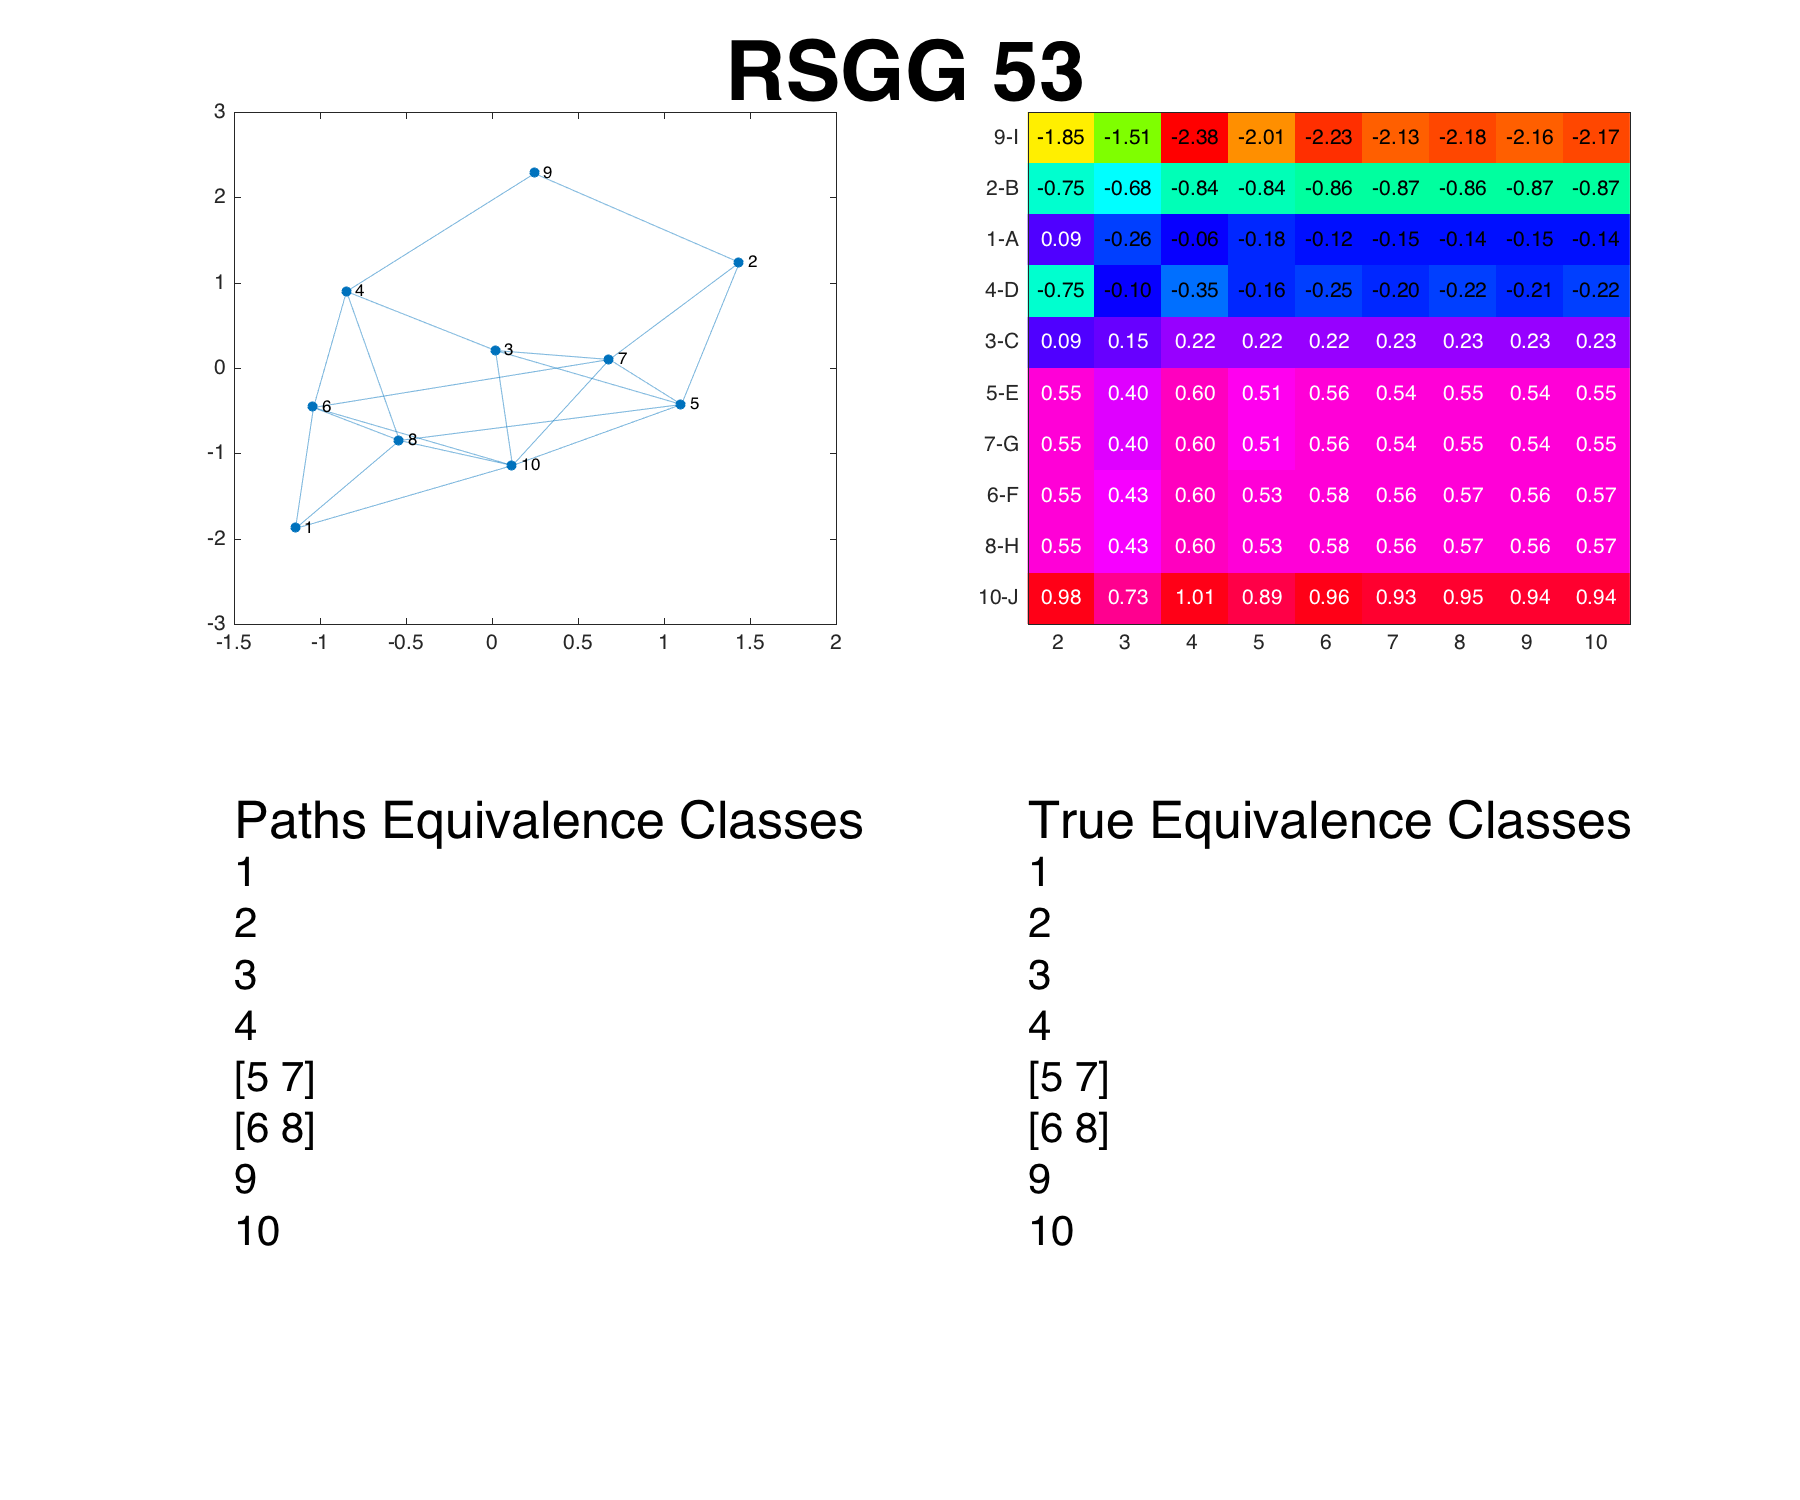 RSGG 53
3
2
1
0
-1
-2
-3
-1.5 -1 -0.5 0 0.5 1 1.5 2
9
2
4
3
7
6
5
8
10
1
9-I -1.85 -1.51 -2.38 -2.01 -2.23 -2.13 -2.18 -2.16 -2.17
2-B -0.75 -0.68 -0.84 -0.84 -0.86 -0.87 -0.86 -0.87 -0.87
1-A 0.09 -0.26 -0.06 -0.18 -0.12 -0.15 -0.14 -0.15 -0.14
4-D -0.75 -0.10 -0.35 -0.16 -0.25 -0.20 -0.22 -0.21 -0.22
3-C 0.09 0.15 0.22 0.22 0.22 0.23 0.23 0.23 0.23
5-E 0.55 0.40 0.60 0.51 0.56 0.54 0.55 0.54 0.55
7-G 0.55 0.40 0.60 0.51 0.56 0.54 0.55 0.54 0.55
6-F 0.55 0.43 0.60 0.53 0.58 0.56 0.57 0.56 0.57
8-H 0.55 0.43 0.60 0.53 0.58 0.56 0.57 0.56 0.57
10-J 0.98 0.73 1.01 0.89 0.96 0.93 0.95 0.94 0.94
2 3 4 5 6 7 8 9 10
Paths Equivalence Classes
1
2
3
4
[5 7]
[6 8]
9
10
True Equivalence Classes
1
2
3
4
[5 7]
[6 8]
9
10